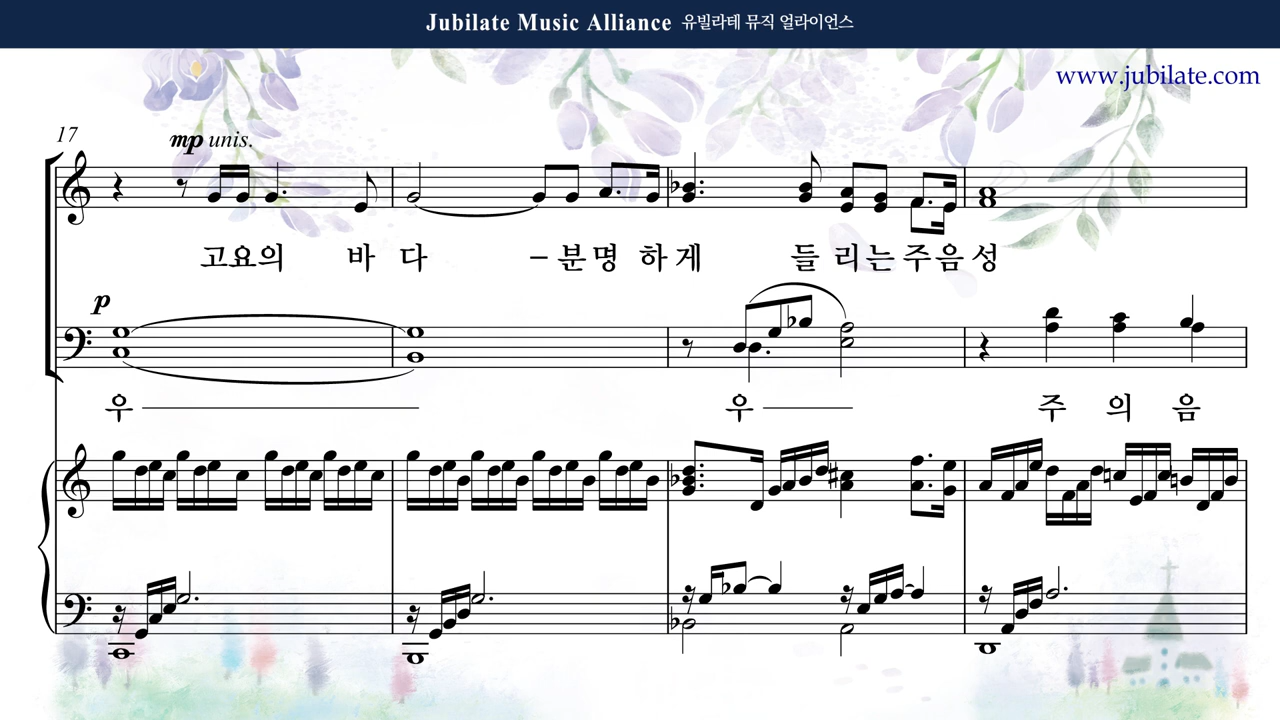 Jubilate Music Alliance 유빌라테 뮤직 얼라이언스
www.jubilate.com
17
mp unis.
고요의 바 다 – 분명 하게 들 리는주음성
p
우 우 주 의 음